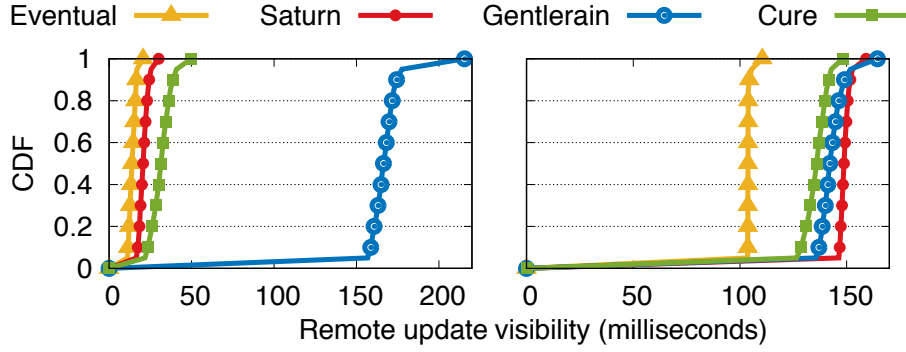 Eventual Saturn Gentlerain Cure
CDF
1
0.8
0.6
0.4
0.2
0
0 50 100 150 200
0 50 100 150
Remote update visibility (milliseconds)